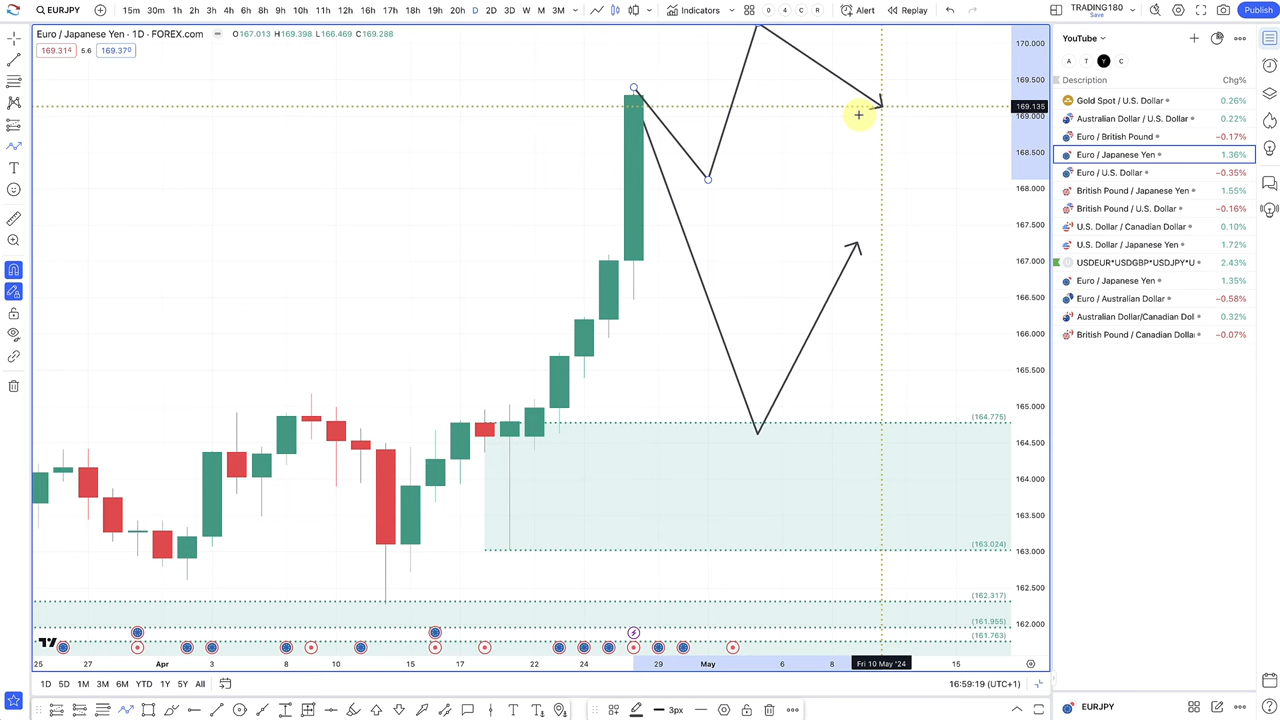 EURJPY
15m 30m 1h 2h 3h 4h 6h 8h 10h 11h 12h 16h 17h 18h 19h 20h D 2D 3D W M 3M
Indicators
0 4 C R
Alert
Replay
TRADING180
Save
Publish
Euro / Japanese Yen · 1D · FOREX.com
O167.013 H169.398 L166.469 C169.288
169.314 5.6 169.370
170.000
169.500
169.135
169.000
168.500
168.000
167.500
167.000
166.500
166.000
165.500
165.000
164.500
164.000
163.500
163.000
162.500
162.000
(164.775)
(163.024)
(162.317)
(161.955)
(161.763)
25 27 Apr 3 8 10 15 17 22 24 29 May 6 8 Fri 10 May '24 15
1D 5D 1M 3M 6M YTD 1Y 5Y All
16:59:19 (UTC+1)
3px
YouTube
A T Y C
Description Chg%
Gold Spot / U.S. Dollar 0.26%
Australian Dollar / U.S. Dollar 0.22%
Euro / British Pound −0.17%
Euro / Japanese Yen 1.36%
Euro / U.S. Dollar −0.35%
British Pound / Japanese Yen 1.55%
British Pound / U.S. Dollar −0.16%
U.S. Dollar / Canadian Dollar 0.10%
U.S. Dollar / Japanese Yen 1.72%
USDEUR*USDGBP*USDJPY*U 2.43%
Euro / Japanese Yen 1.35%
Euro / Australian Dollar −0.58%
Australian Dollar/Canadian Dol 0.32%
British Pound / Canadian Dolla −0.07%
EURJPY